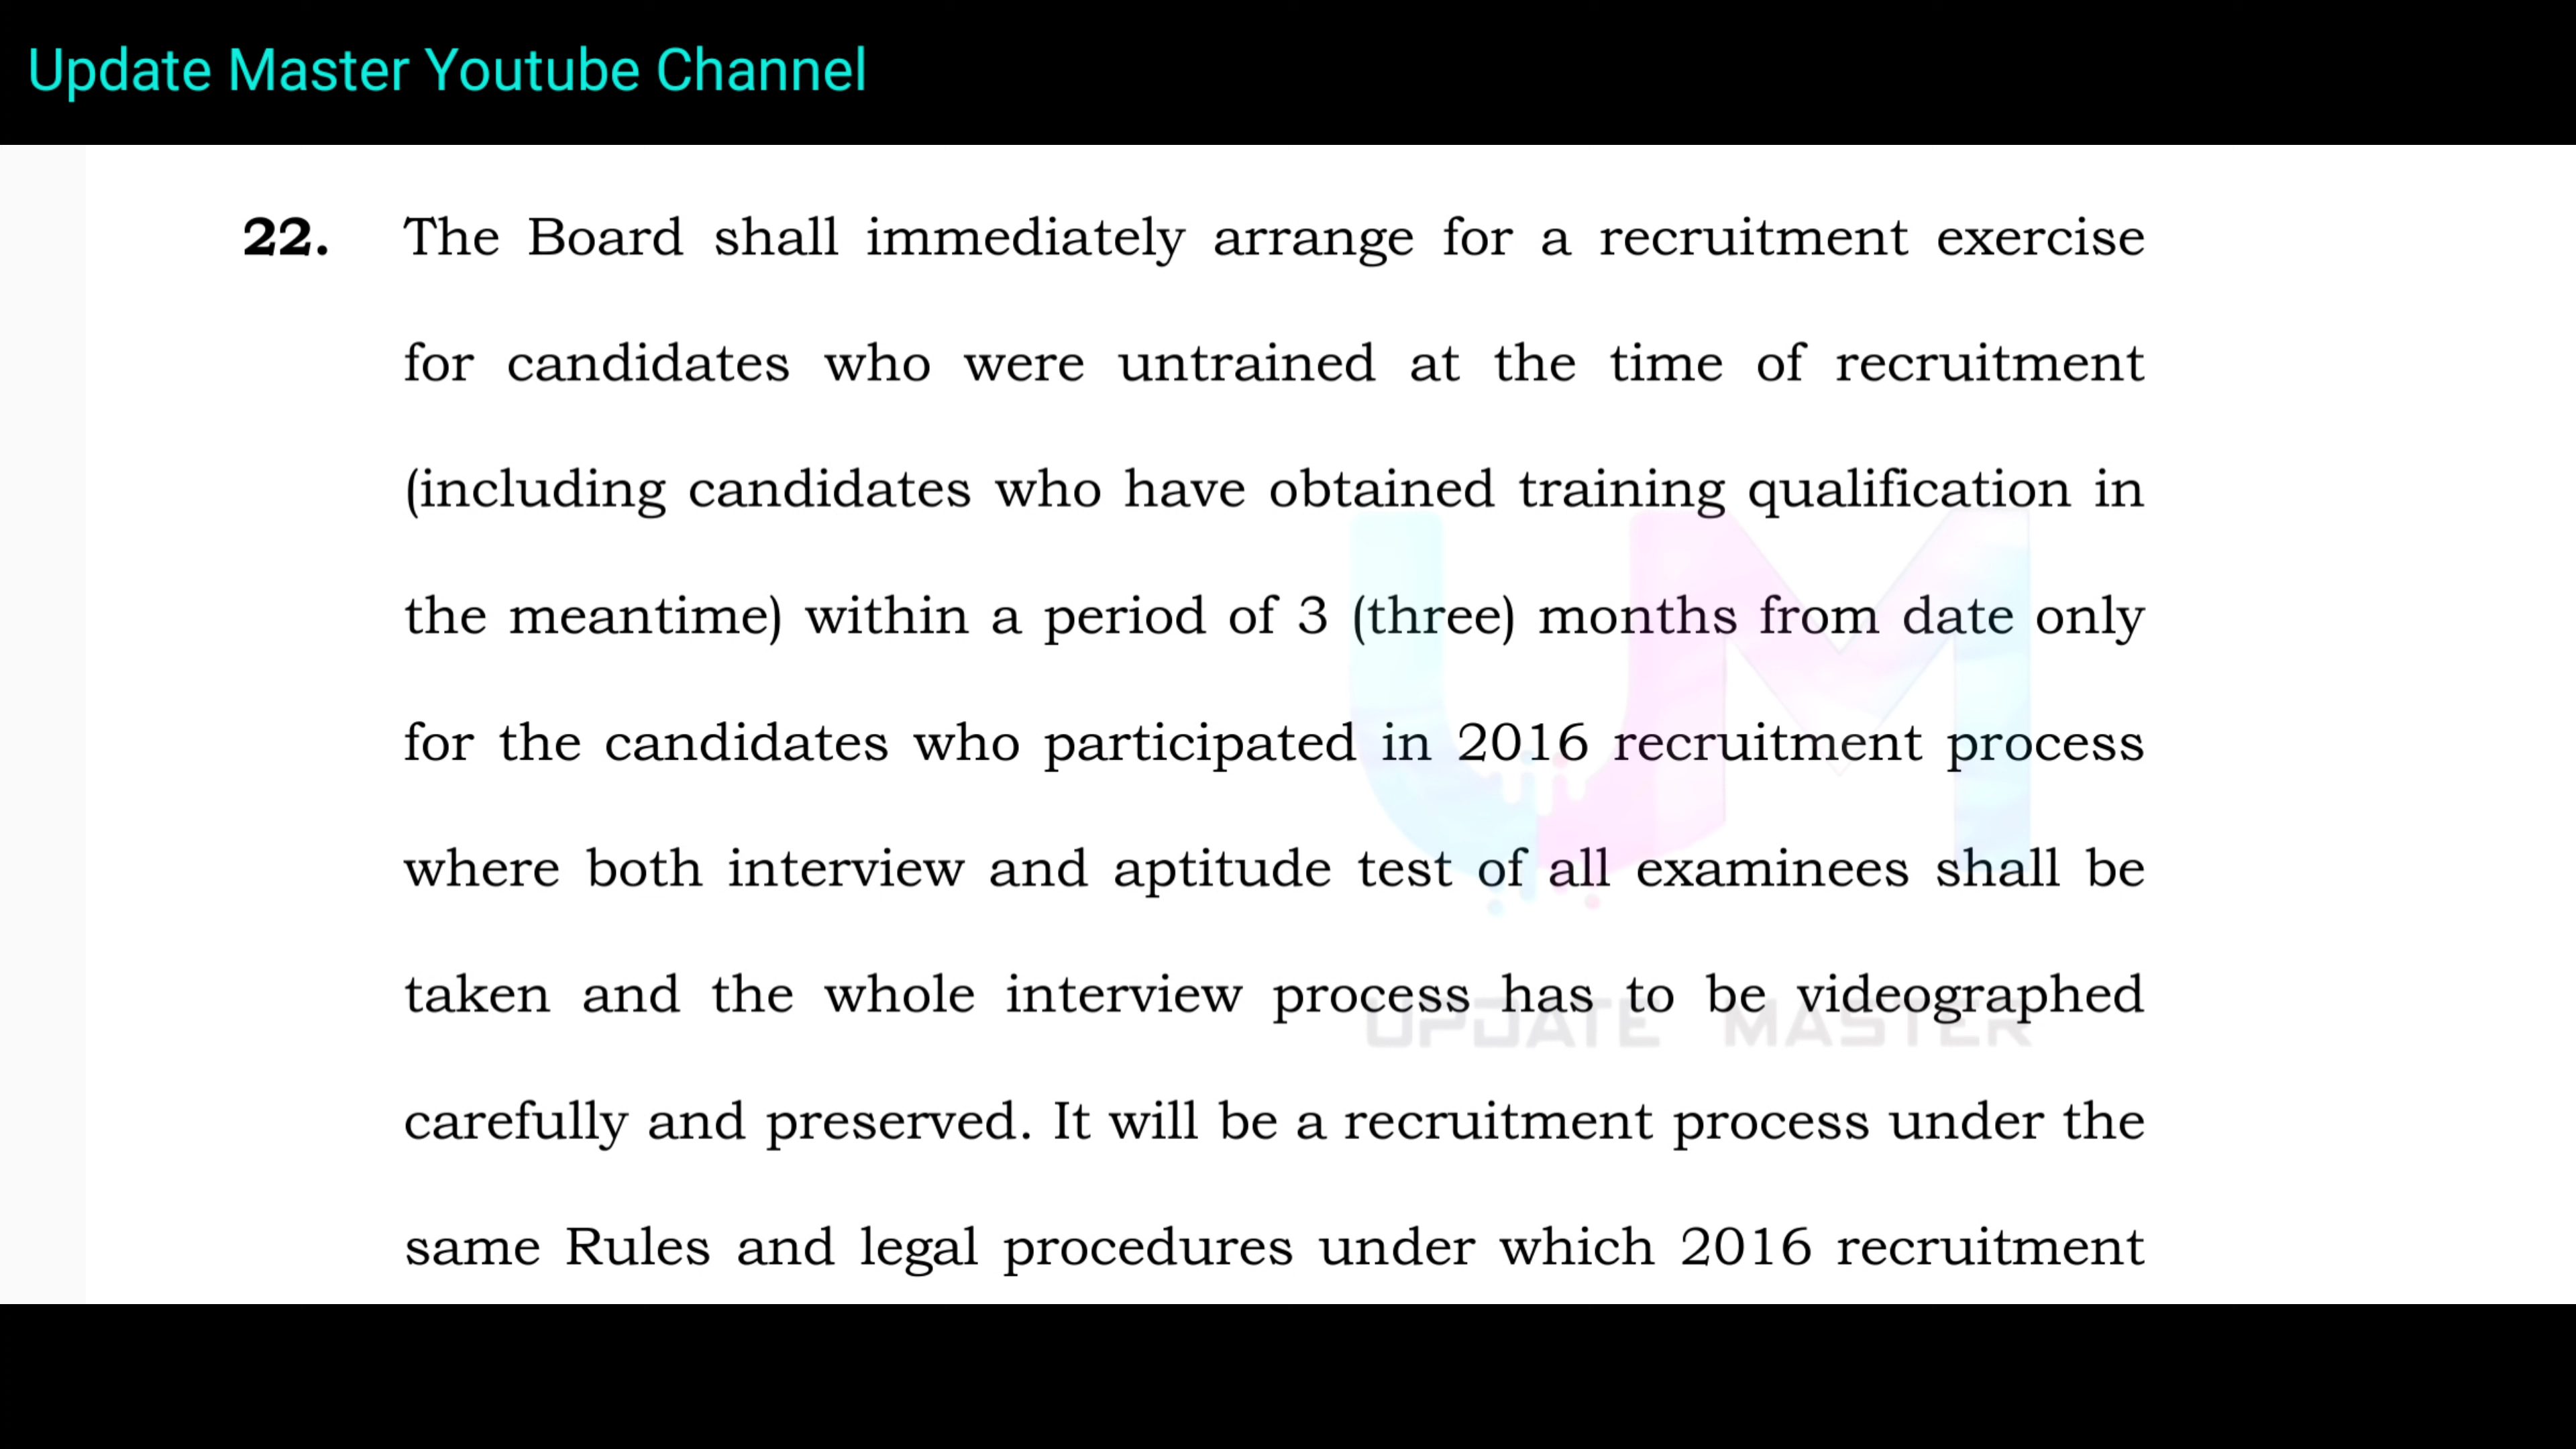 Update Master Youtube Channel
22. The Board shall immediately arrange for a recruitment exercise
for candidates who were untrained at the time of recruitment
(including candidates who have obtained training qualification in
the meantime) within a period of 3 (three) months from date only
for the candidates who participated in 2016 recruitment process
where both interview and aptitude test of all examinees shall be
taken and the whole interview process has to be videographed
UPDATE MASTER
carefully and preserved. It will be a recruitment process under the
same Rules and legal procedures under which 2016 recruitment